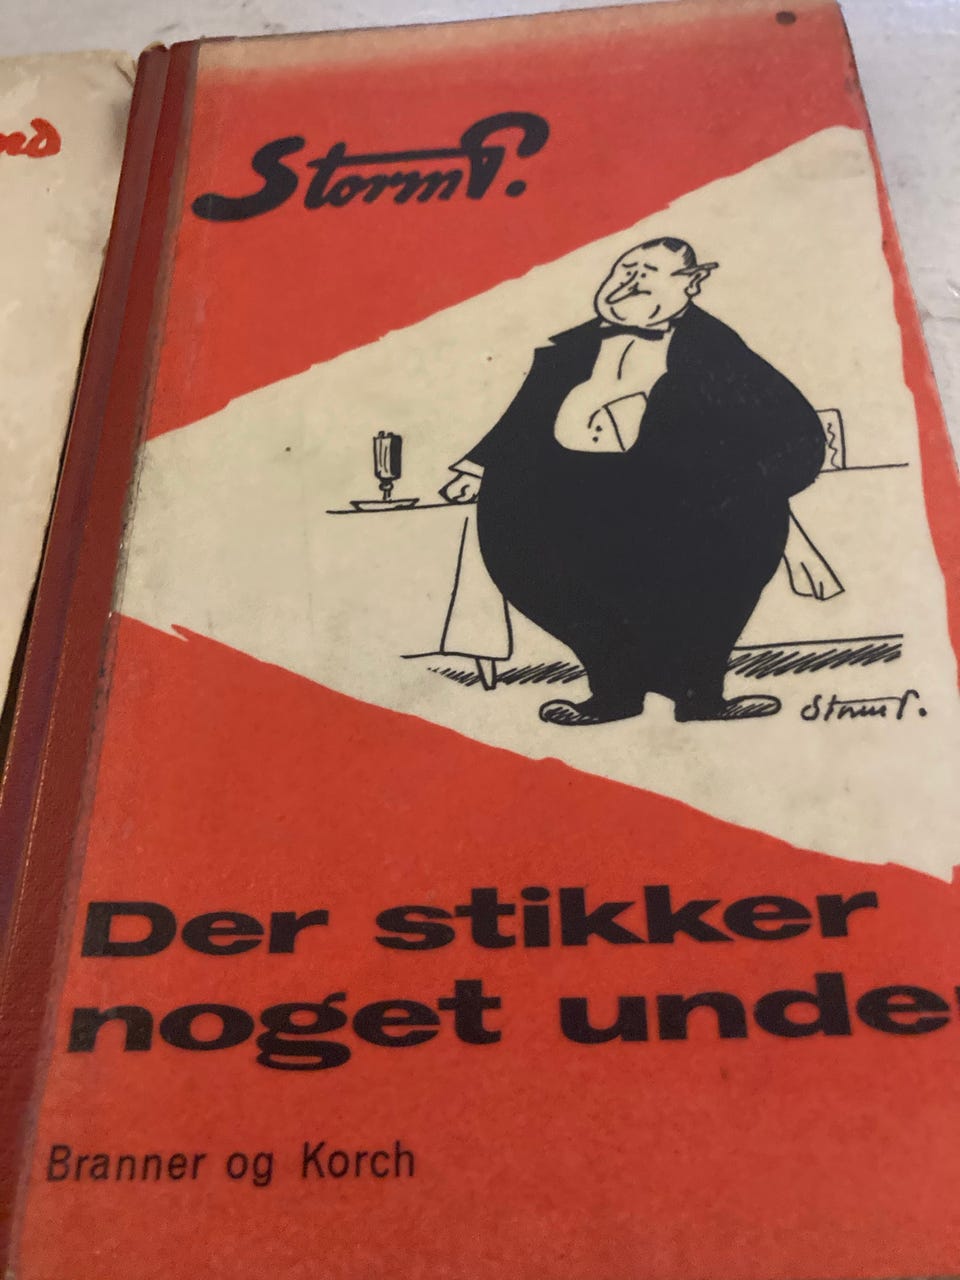 Storm P.
Storm P.
Der stikker
noget unde
Branner og Korch